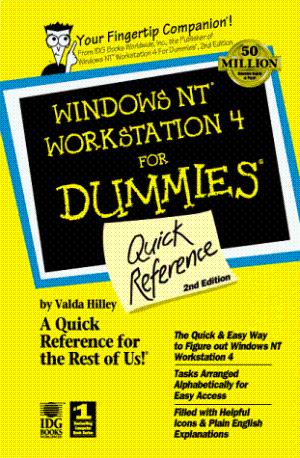 Your Fingertip Companion!
From IDG Books Worldwide, Inc., the Publisher of
Windows NT® Workstation 4 For Dummies®, 2nd Edition
50
MILLION
WINDOWS NT®
WORKSTATION 4
FOR
DUMMIES®
Quick
Reference
2nd Edition
by Valda Hilley
A Quick
Reference for
the Rest of Us!®
The Quick & Easy Way
to Figure out Windows NT
Workstation 4
Tasks Arranged
Alphabetically for
Easy Access
Filled with Helpful
Icons & Plain English
Explanations
IDG
BOOKS
WORLDWIDE
#1